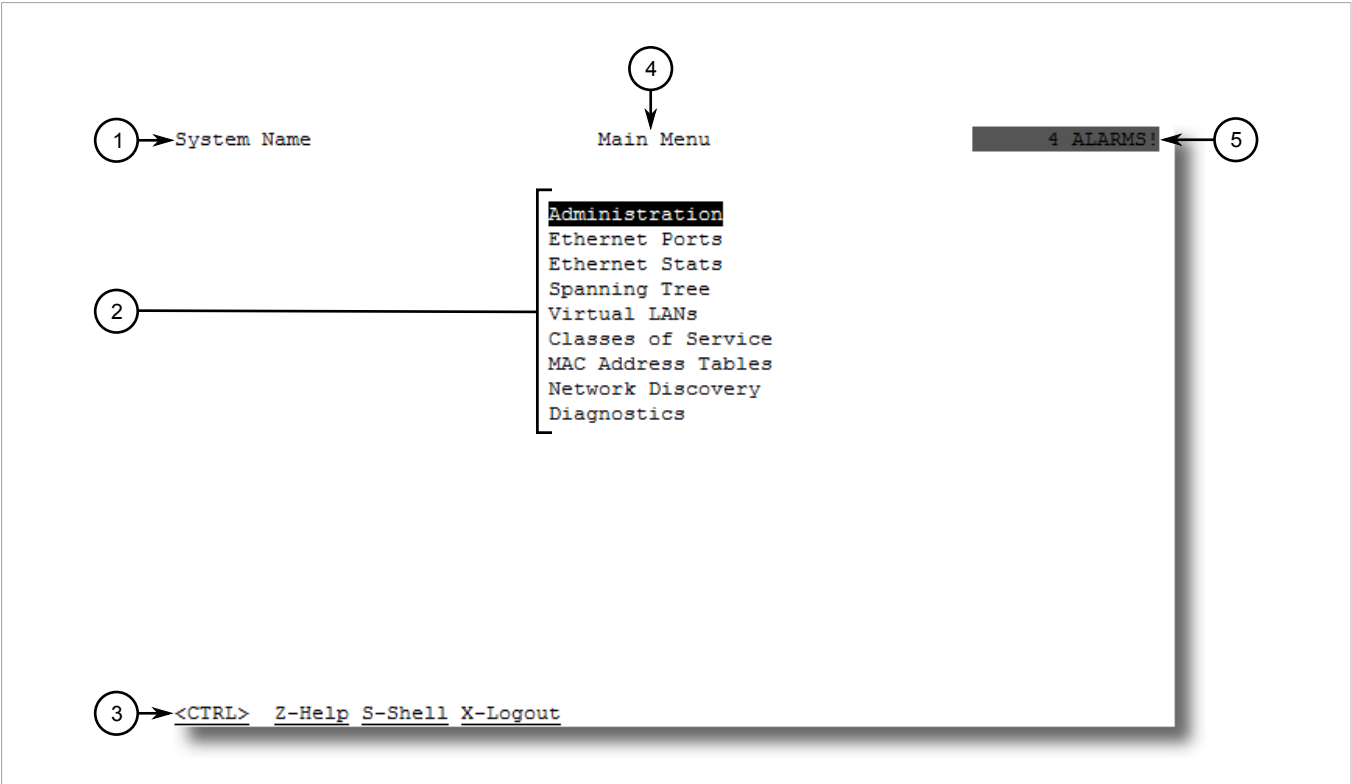 4
1 System Name Main Menu 4 ALARMS! 5
Administration
Ethernet Ports
Ethernet Stats
Spanning Tree
2 Virtual LANs
Classes of Service
MAC Address Tables
Network Discovery
Diagnostics
3 <CTRL> Z-Help S-Shell X-Logout